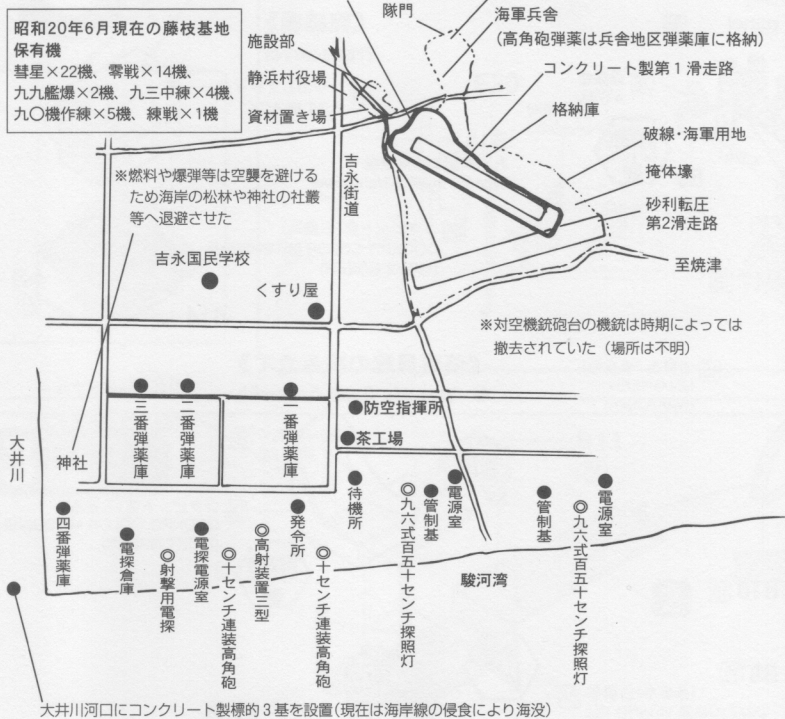 昭和20年6月現在の藤枝基地
保有機
彗星×22機、零戦×14機、
九九艦爆×2機、九三中練×4機、
九〇機作練×5機、練戦×1機
施設部
静浜村役場
資材置き場
隊門
海軍兵舎
(高角砲弾薬は兵舎地区弾薬庫に格納)
コンクリート製第1滑走路
格納庫
破線・海軍用地
掩体壕
砂利転圧
第2滑走路
至焼津
※燃料や爆弾等は空襲を避ける
ため海岸の松林や神社の社叢
等へ退避させた
吉永街道
吉永国民学校
くすり屋
※対空機銃砲台の機銃は時期によっては
撤去されていた（場所は不明）
大井川
神社
三番弾薬庫
二番弾薬庫
一番弾薬庫
防空指揮所
茶工場
四番弾薬庫
電探倉庫
◎射撃用電探
電探電源室
◎十センチ連装高角砲
◎高射装置三型
発令所
◎十センチ連装高角砲
待機所
◎九六式百五十センチ探照灯
管制基
電源室
管制基
◎九六式百五十センチ探照灯
電源室
駿河湾
大井川河口にコンクリート製標的3基を設置(現在は海岸線の侵食により海没)